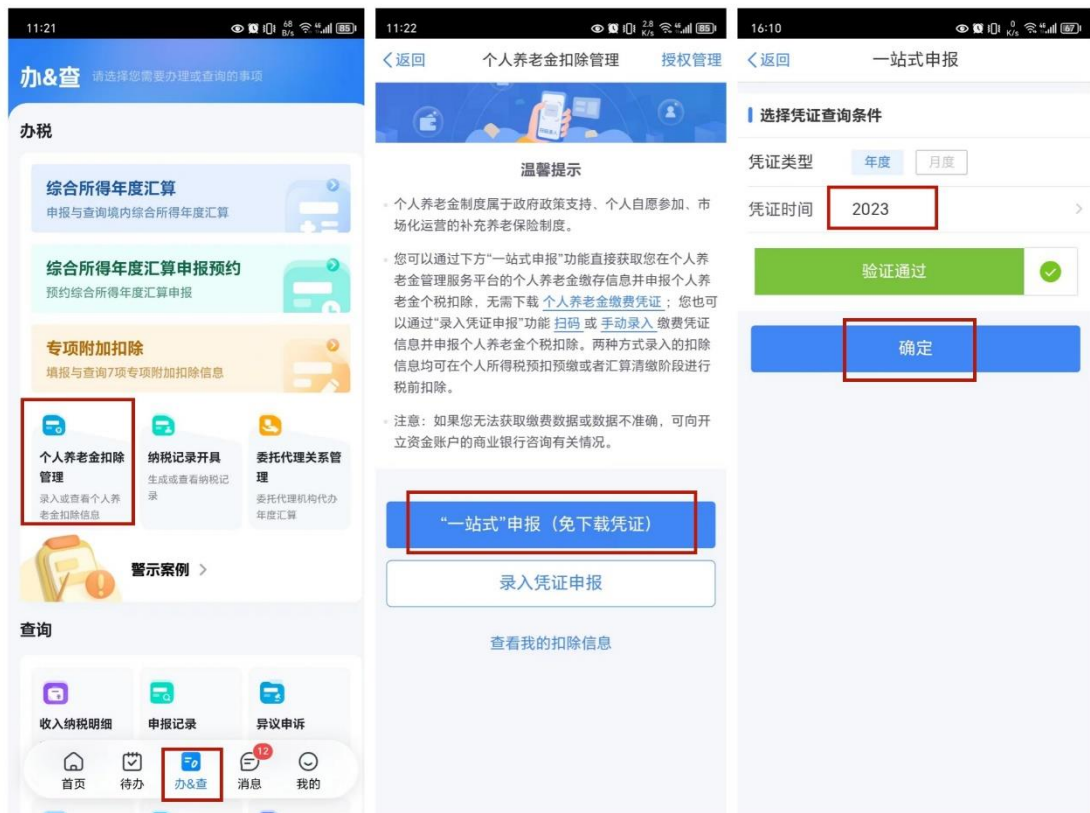 11:21
68
B/s
85
办&查 请选择您需要办理或查询的事项
办税
综合所得年度汇算
申报与查询境内综合所得年度汇算
综合所得年度汇算申报预约
预约综合所得年度汇算申报
专项附加扣除
填报与查询7项专项附加扣除信息
个人养老金扣除
管理
录入或查看个人养
老金扣除信息
纳税记录开具
生成或查看纳税记
录
委托代理关系管
理
委托代理机构代办
年度汇算
警示案例
查询
收入纳税明细
申报记录
异议申诉
12
首页
待办
办&查
消息
我的
11:22
2.8
K/s
85
返回
个人养老金扣除管理
授权管理
温馨提示
个人养老金制度属于政府政策支持、个人自愿参加、市
场化运营的补充养老保险制度。
您可以通过下方“一站式申报”功能直接获取您在个人养
老金管理服务平台的个人养老金缴存信息并申报个人养
老金个税扣除，无需下载 个人养老金缴费凭证；您也可
以通过“录入凭证申报”功能 扫码 或 手动录入 缴费凭证
信息并申报个人养老金个税扣除。两种方式录入的扣除
信息均可在个人所得税预扣预缴或者汇算清缴阶段进行
税前扣除。
注意：如果您无法获取缴费数据或数据不准确，可向开
立资金账户的商业银行咨询有关情况。
“一站式”申报（免下载凭证）
录入凭证申报
查看我的扣除信息
16:10
0
K/s
67
返回
一站式申报
选择凭证查询条件
凭证类型
年度
月度
凭证时间
2023
验证通过
确定